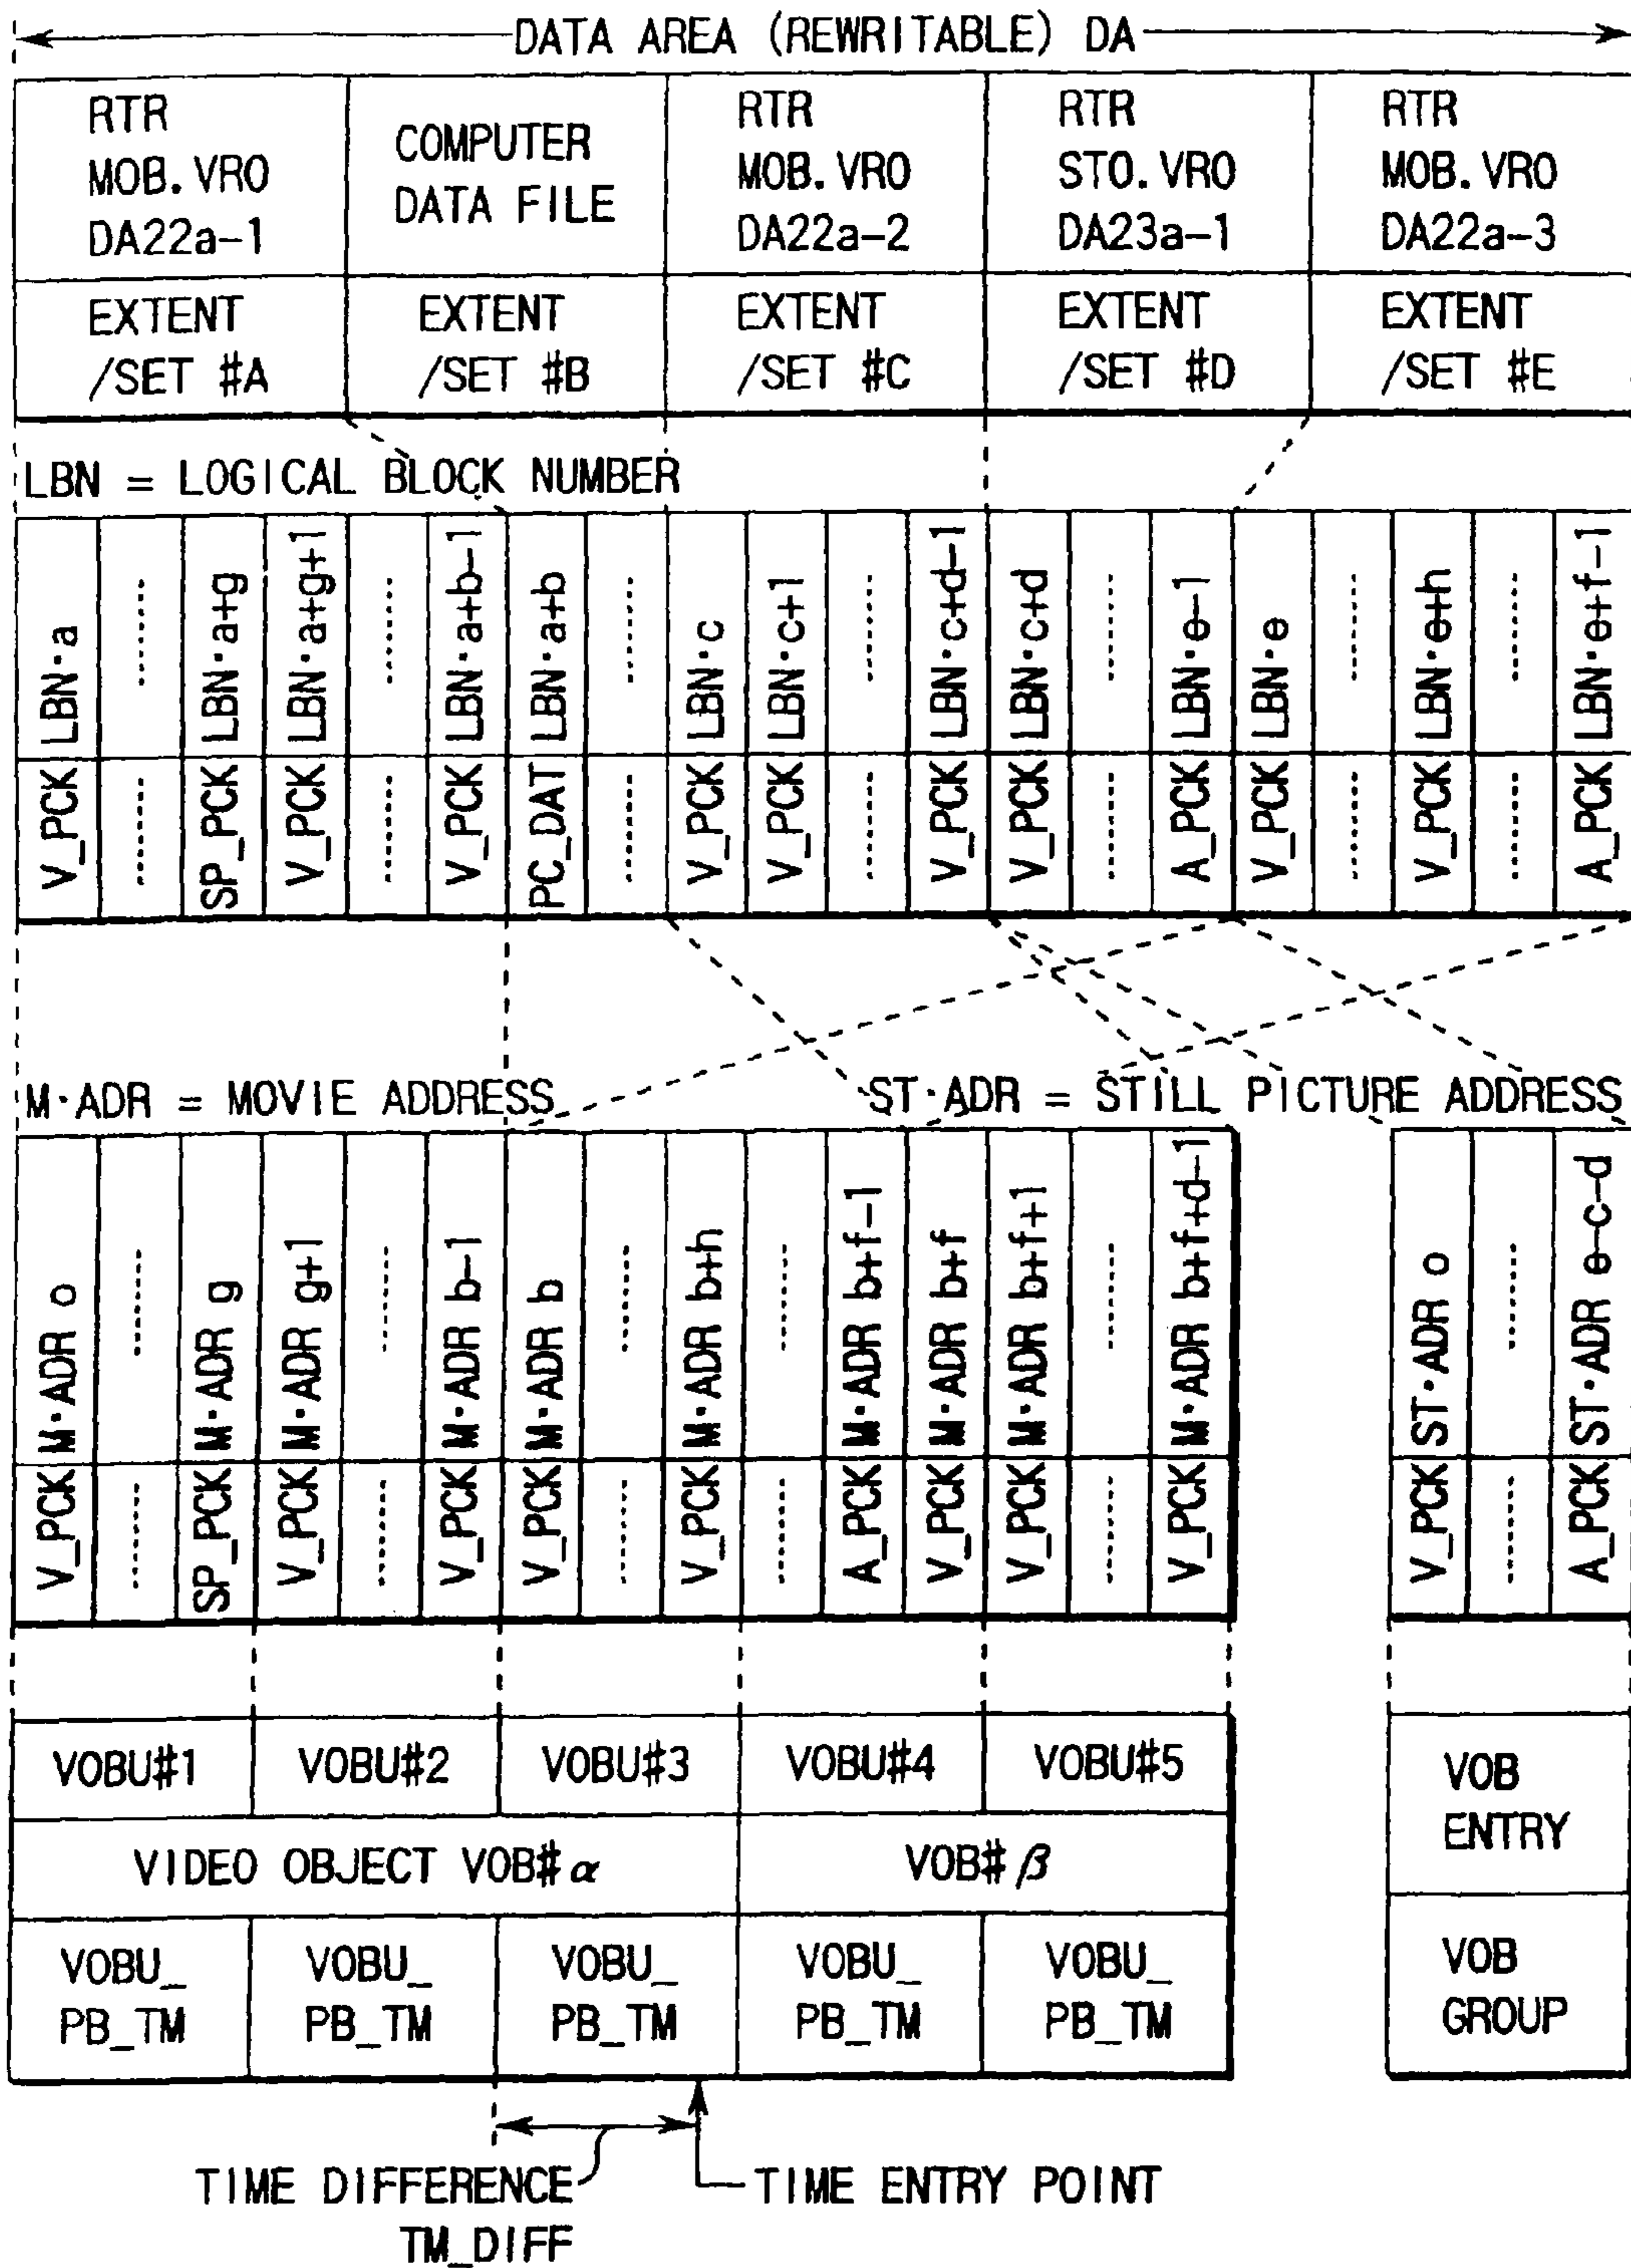 DATA AREA (REWRITABLE) DA
RTR
MOB. VRO
DA22a-1
COMPUTER
DATA FILE
RTR
MOB. VRO
DA22a-2
RTR
STO. VRO
DA23a-1
RTR
MOB. VRO
DA22a-3
EXTENT
/SET #A
EXTENT
/SET #B
EXTENT
/SET #C
EXTENT
/SET #D
EXTENT
/SET #E
LBN = LOGICAL BLOCK NUMBER
LBN·a
LBN·a+g
LBN·a+g+1
LBN·a+b-1
LBN·a+b
LBN·c
LBN·c+1
LBN·c+d-1
LBN·c+d
LBN·e-1
LBN·e
LBN·e+h
LBN·e+f-1
V_PCK
SP_PCK
V_PCK
V_PCK
PC_DAT
V_PCK
V_PCK
V_PCK
V_PCK
A_PCK
V_PCK
V_PCK
A_PCK
M·ADR = MOVIE ADDRESS
ST·ADR = STILL PICTURE ADDRESS
M·ADR o
M·ADR g
M·ADR g+1
M·ADR b-1
M·ADR b
M·ADR b+h
M·ADR b+f-1
M·ADR b+f
M·ADR b+f+1
M·ADR b+f+d-1
ST·ADR o
ST·ADR e-c-d
V_PCK
SP_PCK
V_PCK
V_PCK
V_PCK
V_PCK
A_PCK
V_PCK
V_PCK
V_PCK
V_PCK
A_PCK
VOBU#1
VOBU#2
VOBU#3
VOBU#4
VOBU#5
VOB
ENTRY
VIDEO OBJECT VOB#α
VOB#β
VOBU_
PB_TM
VOBU_
PB_TM
VOBU_
PB_TM
VOBU_
PB_TM
VOBU_
PB_TM
VOB
GROUP
TIME DIFFERENCE
TM_DIFF
TIME ENTRY POINT